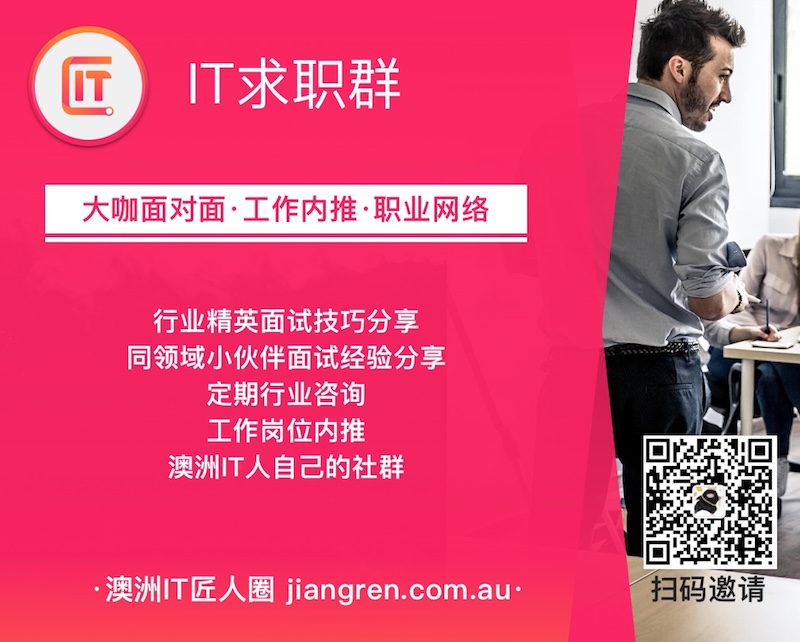 IT
IT求职群
大咖面对面·工作内推·职业网络
行业精英面试技巧分享
同领域小伙伴面试经验分享
定期行业咨询
工作岗位内推
澳洲IT人自己的社群
·澳洲IT匠人圈 jiangren.com.au·
扫码邀请